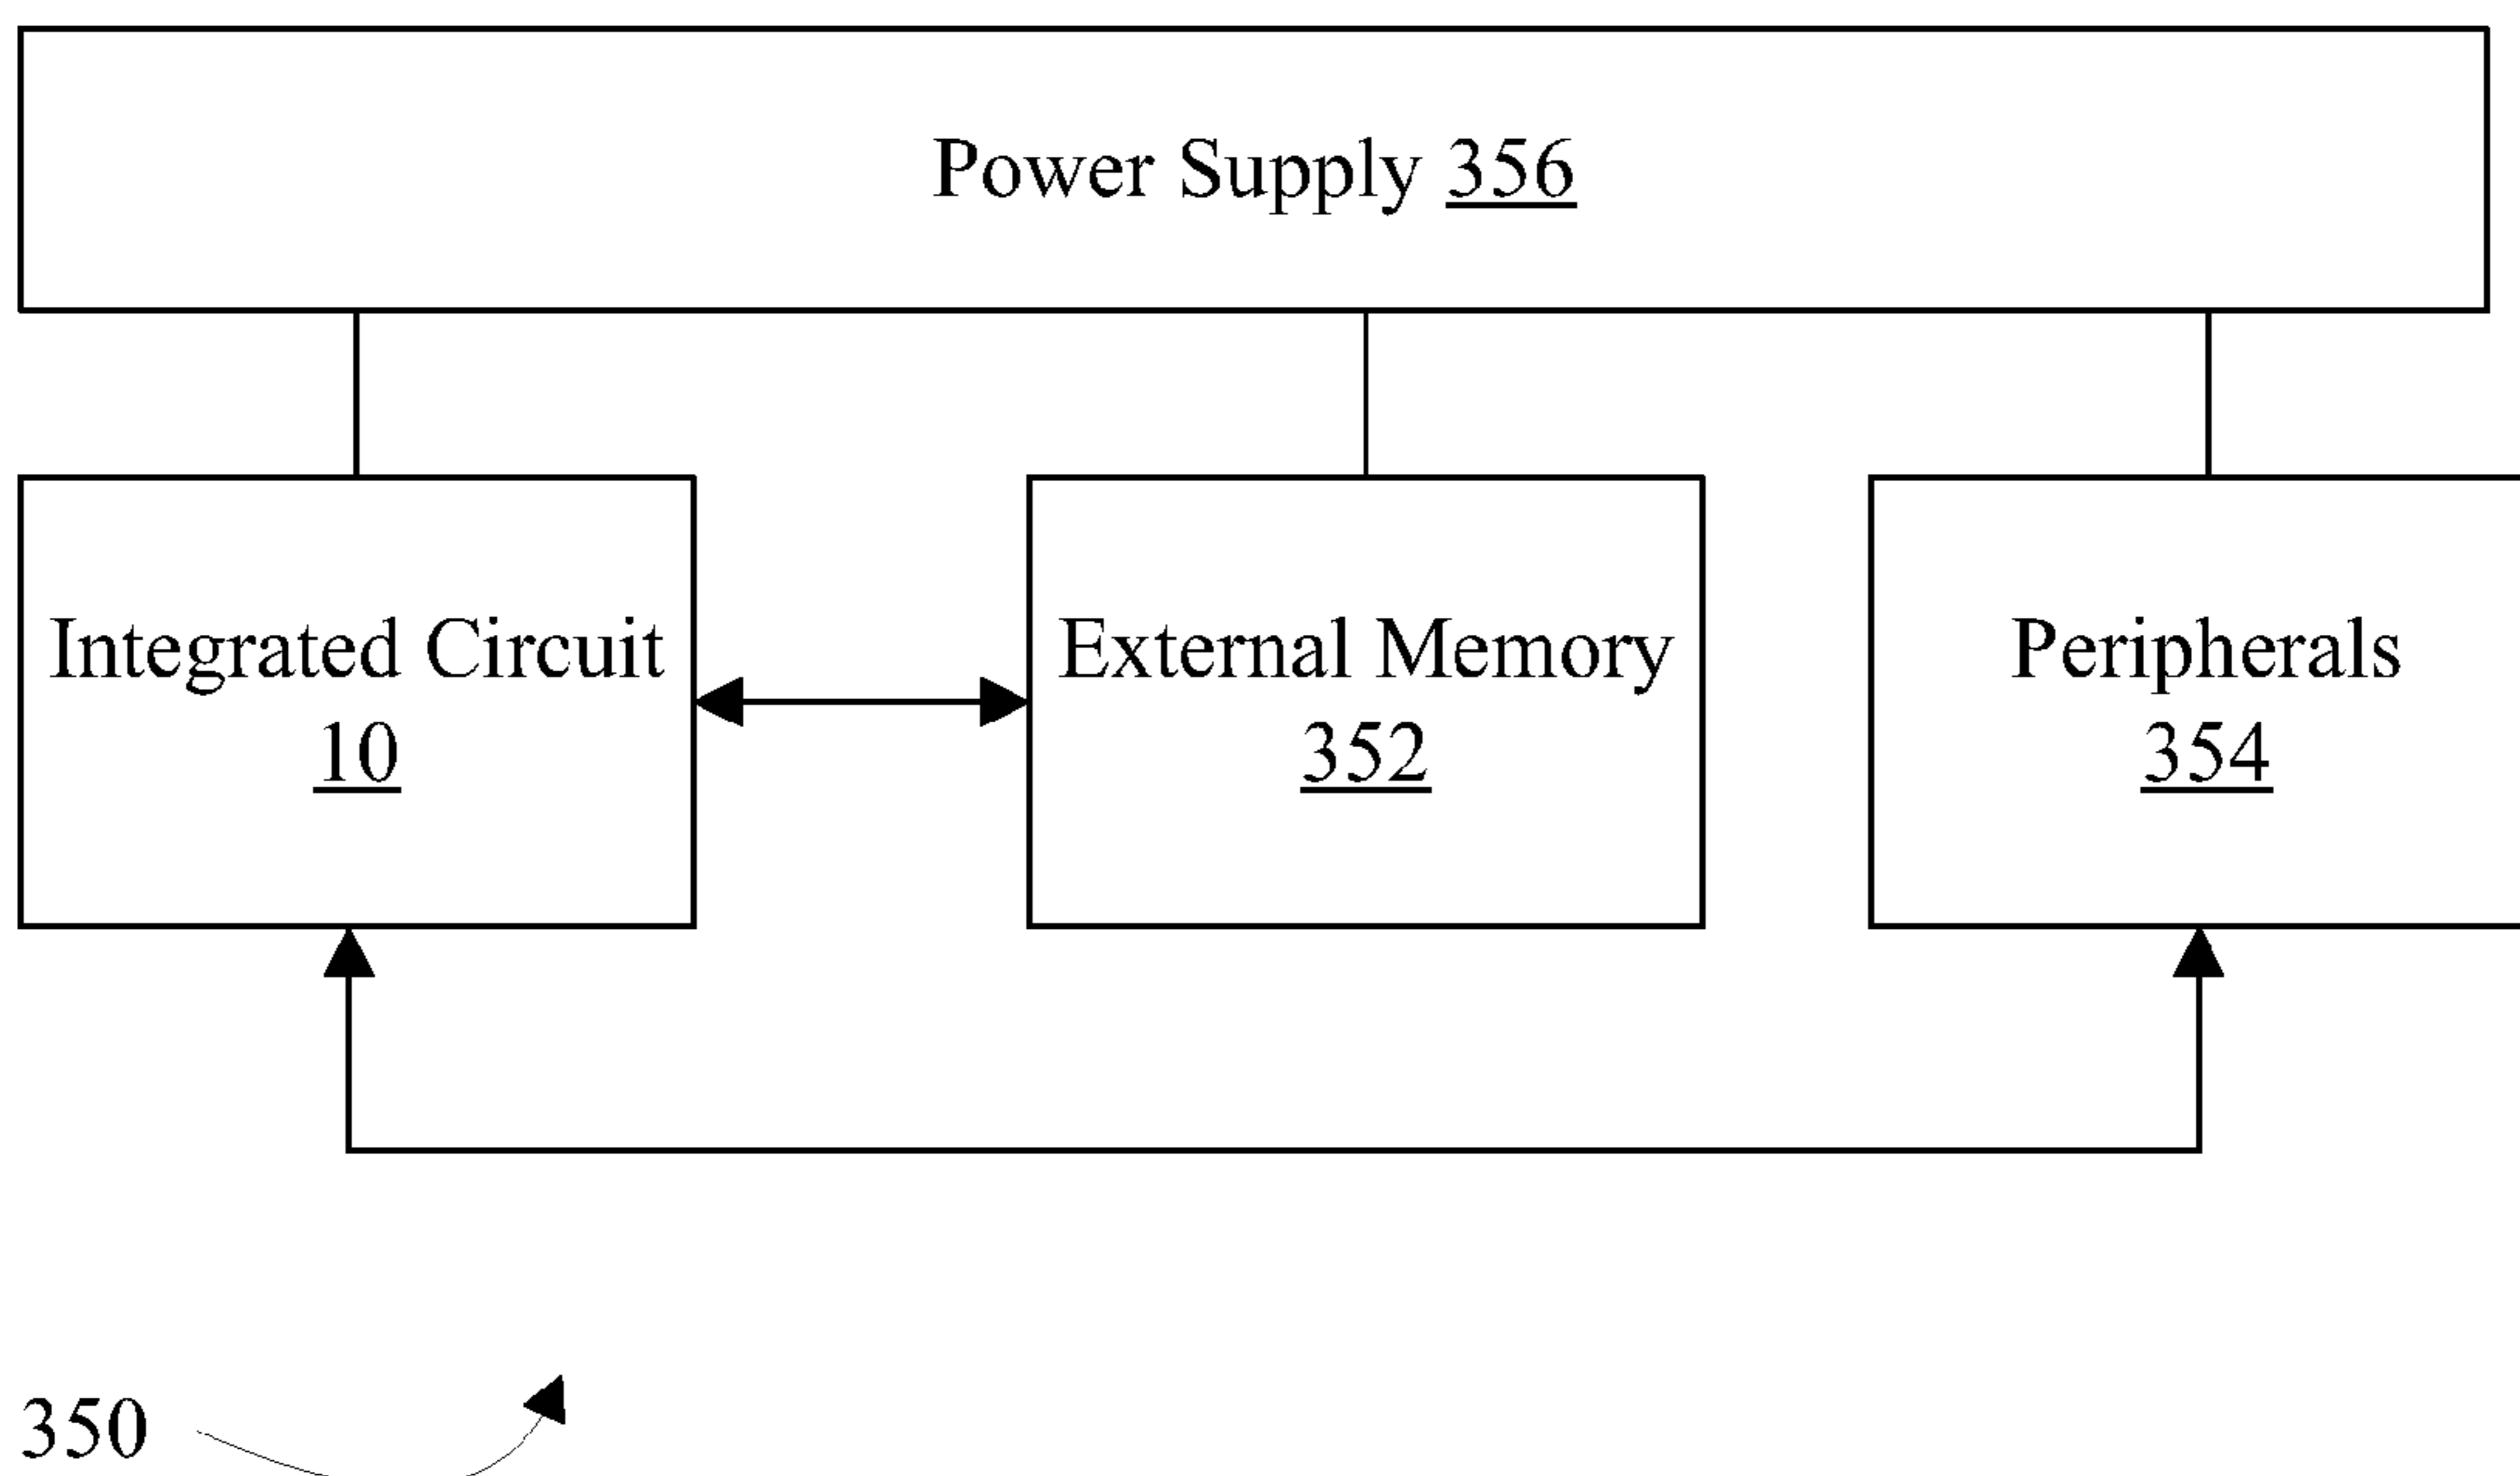 Power Supply 356
Integrated Circuit
10
External Memory
352
Peripherals
354
350